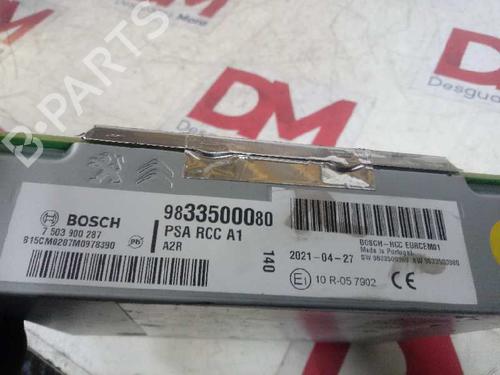 DM
Desguaces
B-PARTS
BOSCH
7 503 900 287
815CM0287M0978390
9833500080
PSA RCC A1
A2R
140
BOSCH-RCC EURCEM01
Made in Portugal
2021-04-27
E1 10 R-05 7902
CE
DM
DM